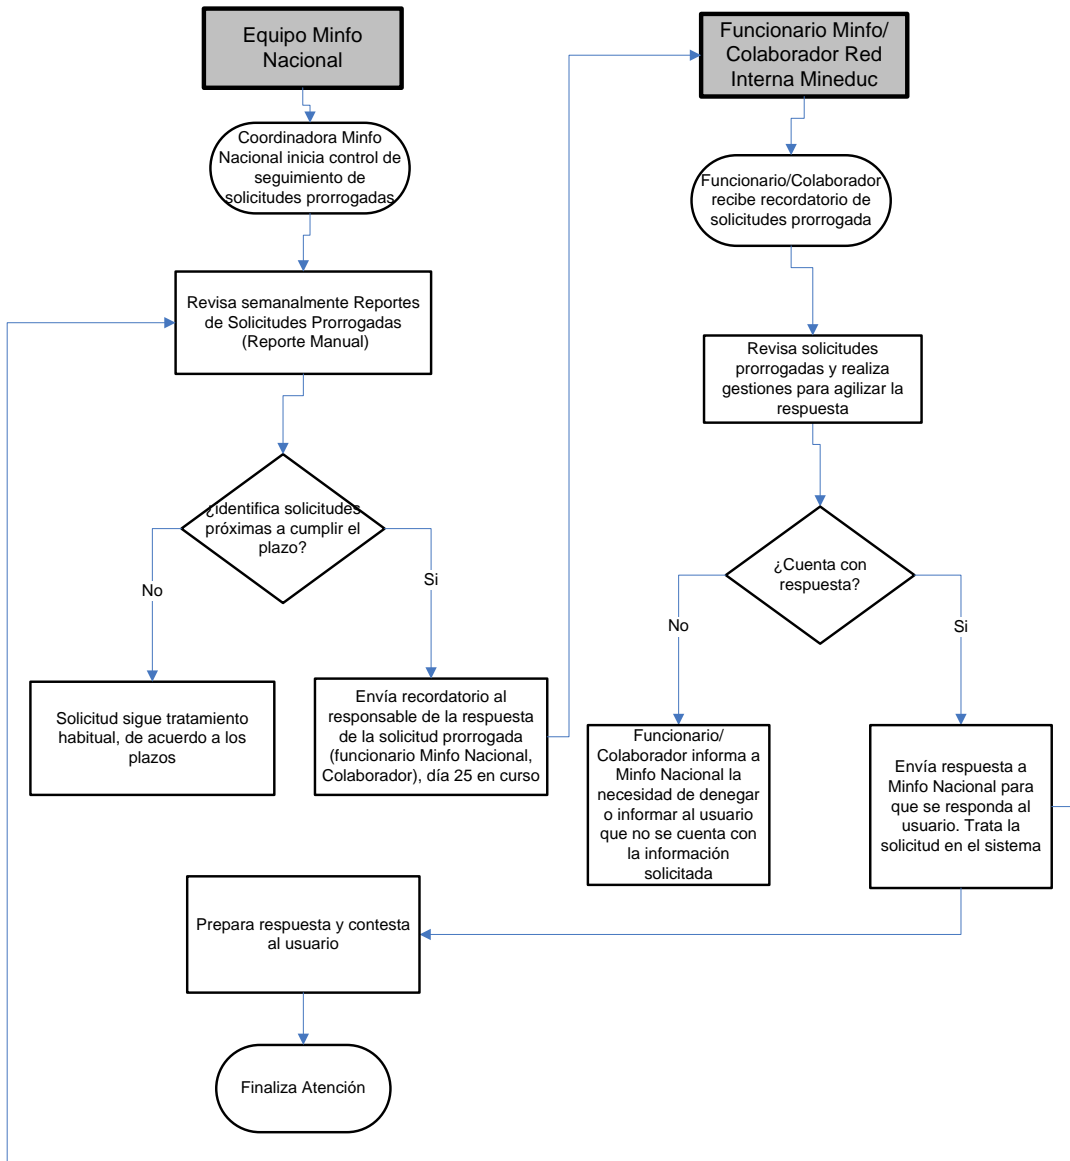 Equipo Minfo
Nacional
Coordinadora Minfo
Nacional inicia control de
seguimiento de
solicitudes prorrogadas
Revisa semanalmente Reportes
de Solicitudes Prorrogadas
(Reporte Manual)
¿identifica solicitudes
próximas a cumplir el
plazo?
No
Si
Solicitud sigue tratamiento
habitual, de acuerdo a los
plazos
Envía recordatorio al
responsable de la respuesta
de la solicitud prorrogada
(funcionario Minfo Nacional,
Colaborador), día 25 en curso
Funcionario Minfo/
Colaborador Red
Interna Mineduc
Funcionario/Colaborador
recibe recordatorio de
solicitudes prorrogada
Revisa solicitudes
prorrogadas y realiza
gestiones para agilizar la
respuesta
¿Cuenta con
respuesta?
No
Si
Funcionario/
Colaborador informa a
Minfo Nacional la
necesidad de denegar
o informar al usuario
que no se cuenta con
la información
solicitada
Envía respuesta a
Minfo Nacional para
que se responda al
usuario. Trata la
solicitud en el sistema
Prepara respuesta y contesta
al usuario
Finaliza Atención